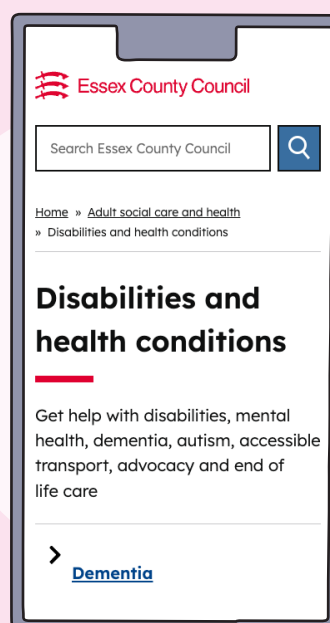 Essex County Council
Search Essex County Council
Home » Adult social care and health
» Disabilities and health conditions
Disabilities and
health conditions
Get help with disabilities, mental
health, dementia, autism, accessible
transport, advocacy and end of
life care
Dementia